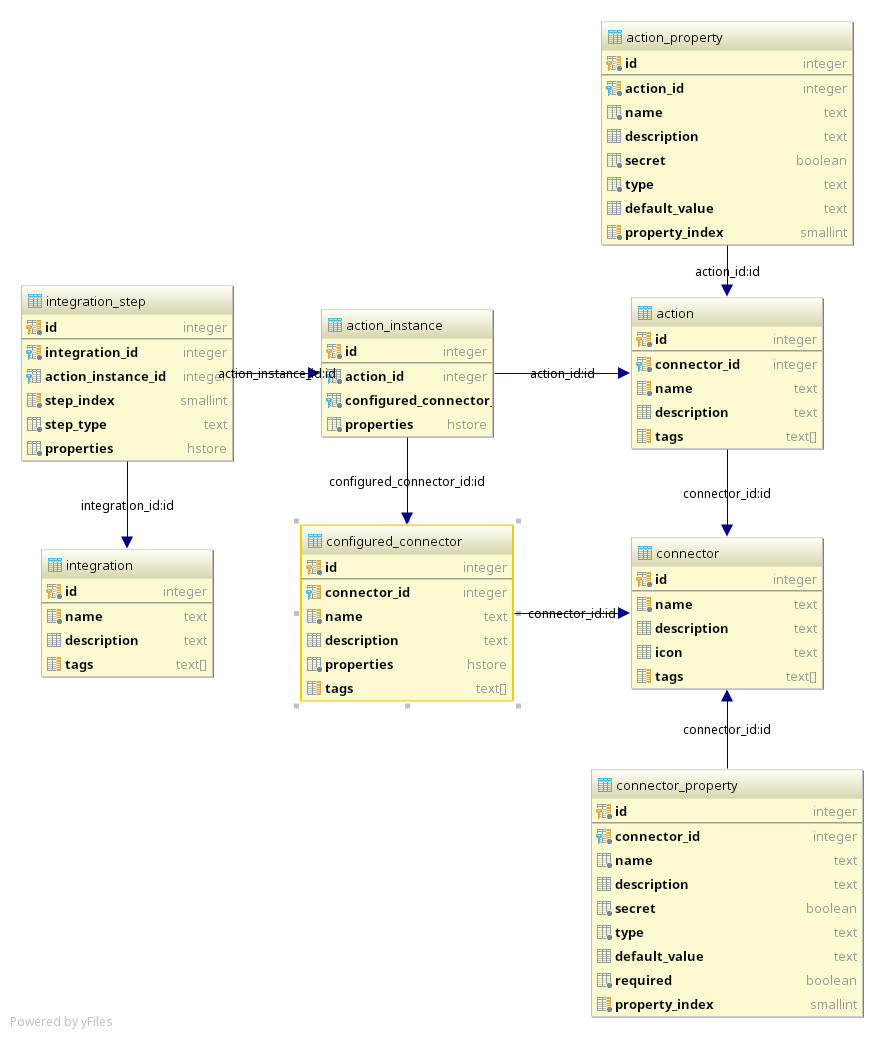 action_property
id integer
action_id integer
name text
description text
secret boolean
type text
default_value text
property_index smallint
action_id:id
integration_step
id integer
integration_id integer
action_instance_id integer
step_index smallint
step_type text
properties hstore
action_instance_id:id
action_instance
id integer
action_id integer
configured_connector_
properties hstore
action_id:id
action
id integer
connector_id integer
name text
description text
tags text[]
integration_id:id
configured_connector_id:id
connector_id:id
integration
id integer
name text
description text
tags text[]
configured_connector
id integer
connector_id integer
name text
description text
properties hstore
tags text[]
connector_id:id
connector
id integer
name text
description text
icon text
tags text[]
connector_id:id
connector_property
id integer
connector_id integer
name text
description text
secret boolean
type text
default_value text
required boolean
property_index smallint
Powered by yFiles